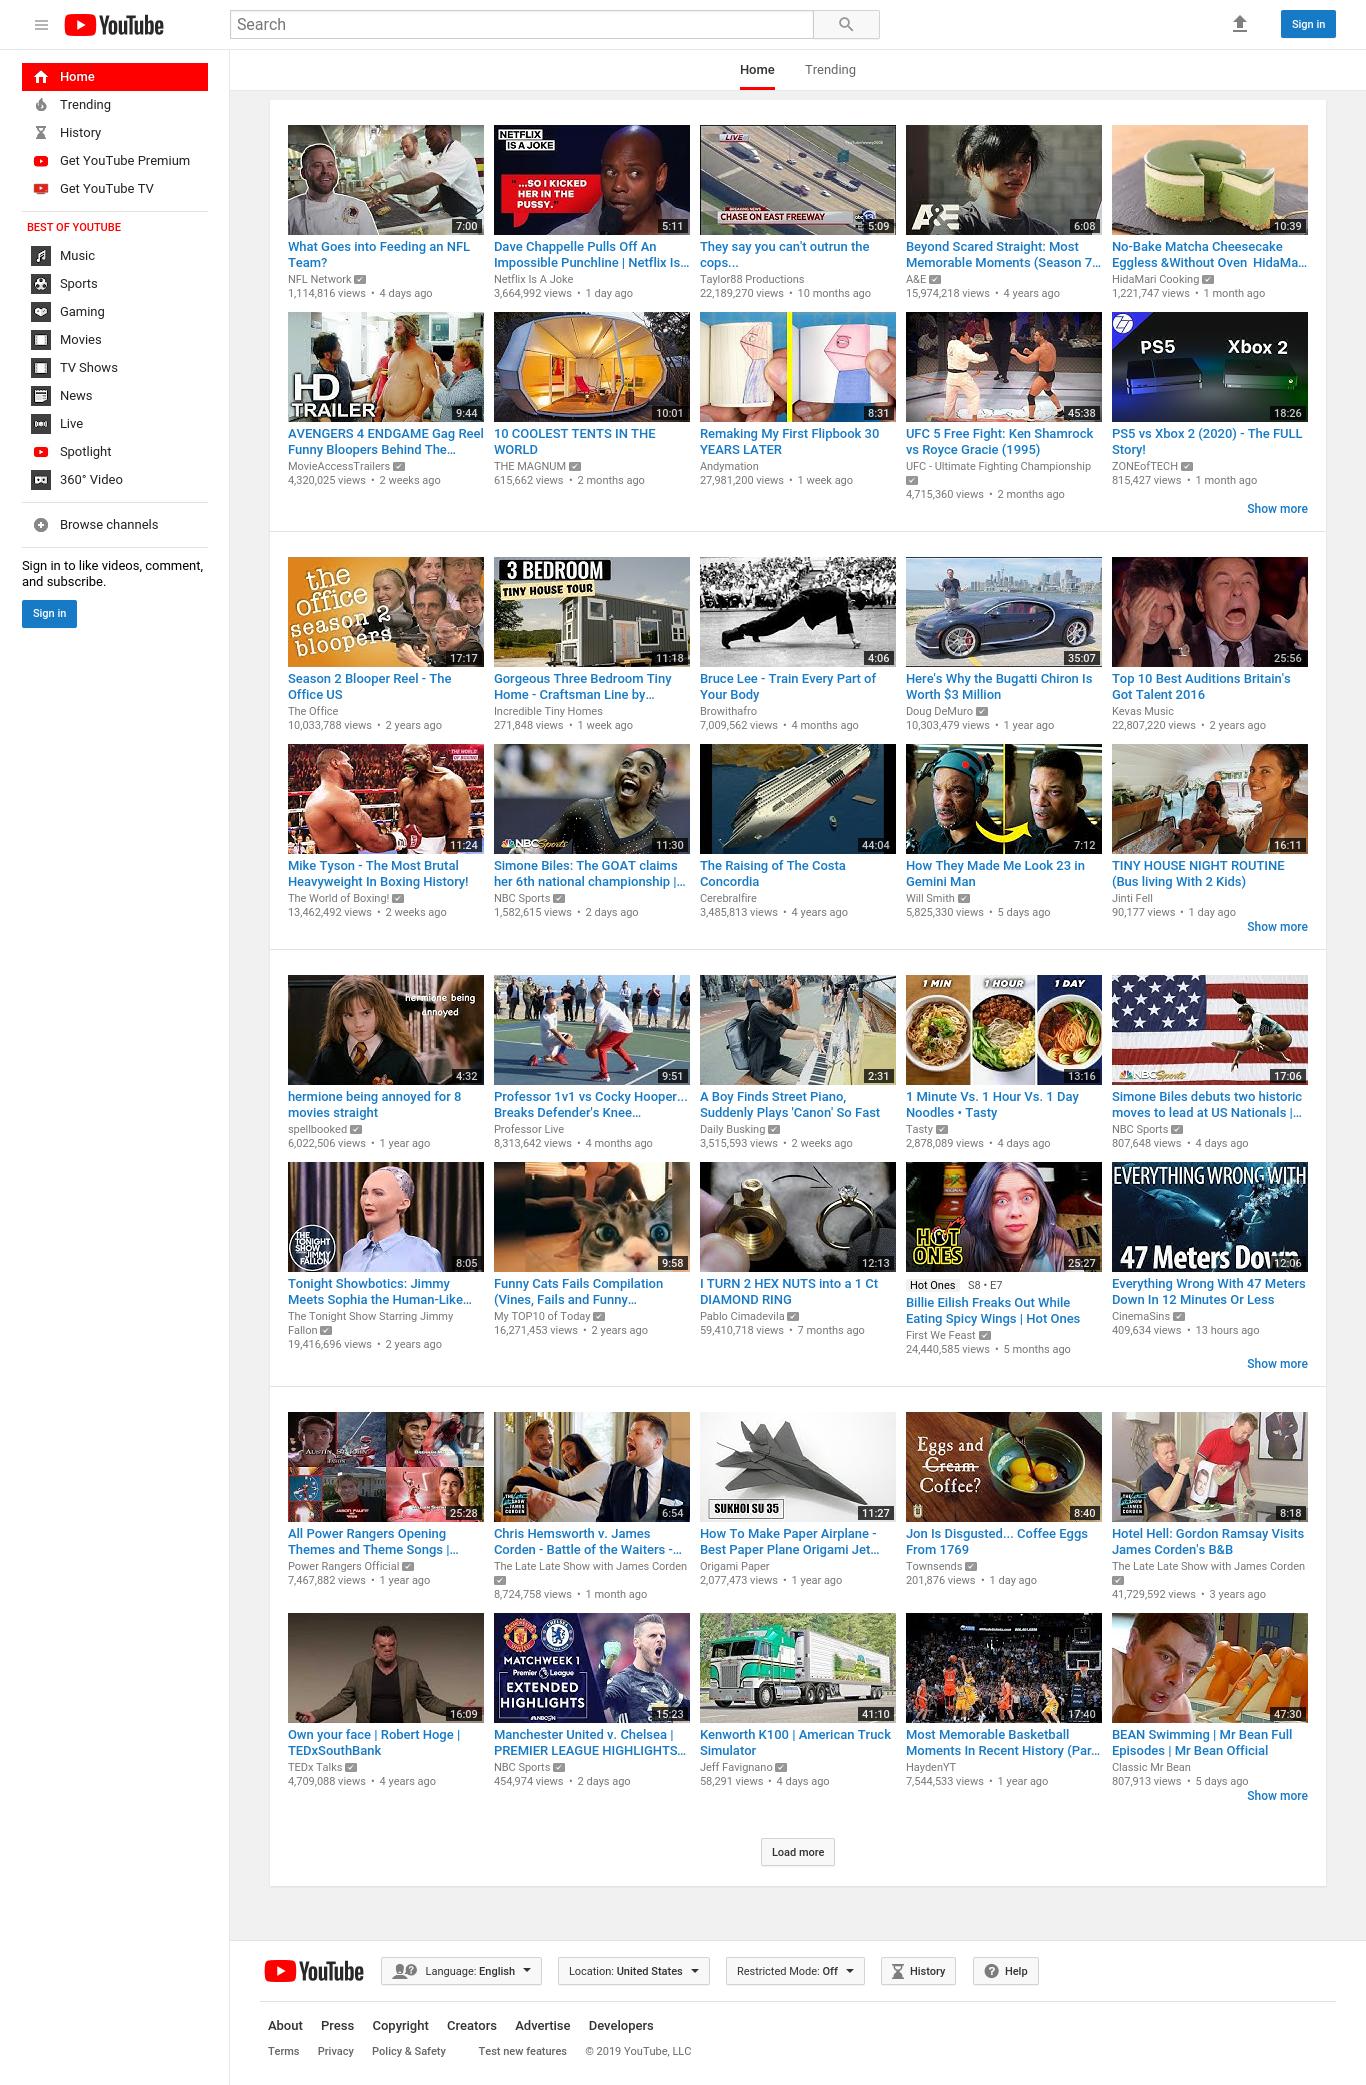 YouTube
Search
Sign in
Home
Trending
Home
Trending
History
Get YouTube Premium
Get YouTube TV
BEST OF YOUTUBE
Music
Sports
Gaming
Movies
TV Shows
News
Live
Spotlight
360° Video
Browse channels
Sign in to like videos, comment,
and subscribe.
Sign in
7:00
What Goes into Feeding an NFL
Team?
NFL Network
1,114,816 views • 4 days ago
NETFLIX
IS A JOKE
"...SO I KICKED
HER IN THE
PUSSY."
5:11
Dave Chappelle Pulls Off An
Impossible Punchline | Netflix Is...
Netflix Is A Joke
3,664,992 views • 1 day ago
LIVE
BREAKING NEWS
CHASE ON EAST FREEWAY
abc 13
5:09
They say you can't outrun the
cops...
Taylor88 Productions
22,189,270 views • 10 months ago
A&E
6:08
Beyond Scared Straight: Most
Memorable Moments (Season 7...
A&E
15,974,218 views • 4 years ago
10:39
No-Bake Matcha Cheesecake
Eggless &Without Oven HidaMa...
HidaMari Cooking
1,221,747 views • 1 month ago
HD
TRAILER
9:44
AVENGERS 4 ENDGAME Gag Reel
Funny Bloopers Behind The...
MovieAccessTrailers
4,320,025 views • 2 weeks ago
10:01
10 COOLEST TENTS IN THE
WORLD
THE MAGNUM
615,662 views • 2 months ago
8:31
Remaking My First Flipbook 30
YEARS LATER
Andymation
27,981,200 views • 1 week ago
45:38
UFC 5 Free Fight: Ken Shamrock
vs Royce Gracie (1995)
UFC - Ultimate Fighting Championship
4,715,360 views • 2 months ago
PS5
Xbox 2
18:26
PS5 vs Xbox 2 (2020) - The FULL
Story!
ZONEofTECH
815,427 views • 1 month ago
Show more
the
office
season 2
bloopers
17:17
Season 2 Blooper Reel - The
Office US
The Office
10,033,788 views • 2 years ago
3 BEDROOM
TINY HOUSE TOUR
11:18
Gorgeous Three Bedroom Tiny
Home - Craftsman Line by...
Incredible Tiny Homes
271,848 views • 1 week ago
4:06
Bruce Lee - Train Every Part of
Your Body
Browithafro
7,009,562 views • 4 months ago
35:07
Here's Why the Bugatti Chiron Is
Worth $3 Million
Doug DeMuro
10,303,479 views • 1 year ago
25:56
Top 10 Best Auditions Britain's
Got Talent 2016
Kevas Music
22,807,220 views • 2 years ago
THE WORLD
OF BOXING
11:24
Mike Tyson - The Most Brutal
Heavyweight In Boxing History!
The World of Boxing!
13,462,492 views • 2 weeks ago
NBC Sports
11:30
Simone Biles: The GOAT claims
her 6th national championship |...
NBC Sports
1,582,615 views • 2 days ago
44:04
The Raising of The Costa
Concordia
Cerebralfire
3,485,813 views • 4 years ago
7:12
How They Made Me Look 23 in
Gemini Man
Will Smith
5,825,330 views • 5 days ago
16:11
TINY HOUSE NIGHT ROUTINE
(Bus living With 2 Kids)
Jinti Fell
90,177 views • 1 day ago
Show more
hermione being
annoyed
4:32
hermione being annoyed for 8
movies straight
spellbooked
6,022,506 views • 1 year ago
9:51
Professor 1v1 vs Cocky Hooper...
Breaks Defender's Knee...
Professor Live
8,313,642 views • 4 months ago
2:31
A Boy Finds Street Piano,
Suddenly Plays 'Canon' So Fast
Daily Busking
3,515,593 views • 2 weeks ago
1 MIN
1 HOUR
1 DAY
13:16
1 Minute Vs. 1 Hour Vs. 1 Day
Noodles • Tasty
Tasty
2,878,089 views • 4 days ago
NBC Sports
17:06
Simone Biles debuts two historic
moves to lead at US Nationals |...
NBC Sports
807,648 views • 4 days ago
THE
TONIGHT
SHOW
JIMMY
FALLON
8:05
Tonight Showbotics: Jimmy
Meets Sophia the Human-Like...
The Tonight Show Starring Jimmy
Fallon
19,416,696 views • 2 years ago
9:58
Funny Cats Fails Compilation
(Vines, Fails and Funny...
My TOP10 of Today
16,271,453 views • 2 years ago
12:13
I TURN 2 HEX NUTS into a 1 Ct
DIAMOND RING
Pablo Cimadevila
59,410,718 views • 7 months ago
HOT
ONES
25:27
Hot Ones S8 • E7
Billie Eilish Freaks Out While
Eating Spicy Wings | Hot Ones
First We Feast
24,440,585 views • 5 months ago
EVERYTHING WRONG WITH
47 Meters Down
12:06
Everything Wrong With 47 Meters
Down In 12 Minutes Or Less
CinemaSins
409,634 views • 13 hours ago
Show more
25:28
All Power Rangers Opening
Themes and Theme Songs |...
Power Rangers Official
7,467,882 views • 1 year ago
6:54
Chris Hemsworth v. James
Corden - Battle of the Waiters -...
The Late Late Show with James Corden
8,724,758 views • 1 month ago
SUKHOI SU 35
11:27
How To Make Paper Airplane -
Best Paper Plane Origami Jet...
Origami Paper
2,077,473 views • 1 year ago
Eggs and
Cream
Coffee?
8:40
Jon Is Disgusted... Coffee Eggs
From 1769
Townsends
201,876 views • 1 day ago
8:18
Hotel Hell: Gordon Ramsay Visits
James Corden's B&B
The Late Late Show with James Corden
41,729,592 views • 3 years ago
16:09
Own your face | Robert Hoge |
TEDxSouthBank
TEDx Talks
4,709,088 views • 4 years ago
MATCHWEEK 1
Premier League
EXTENDED
HIGHLIGHTS
NBCSN
15:23
Manchester United v. Chelsea |
PREMIER LEAGUE HIGHLIGHTS...
NBC Sports
454,974 views • 2 days ago
41:10
Kenworth K100 | American Truck
Simulator
Jeff Favignano
58,291 views • 4 days ago
17:40
Most Memorable Basketball
Moments In Recent History (Par...
HaydenYT
7,544,533 views • 1 year ago
47:30
BEAN Swimming | Mr Bean Full
Episodes | Mr Bean Official
Classic Mr Bean
807,913 views • 5 days ago
Show more
Load more
YouTube
Language: English
Location: United States
Restricted Mode: Off
History
Help
About Press Copyright Creators Advertise Developers
Terms Privacy Policy & Safety Test new features © 2019 YouTube, LLC